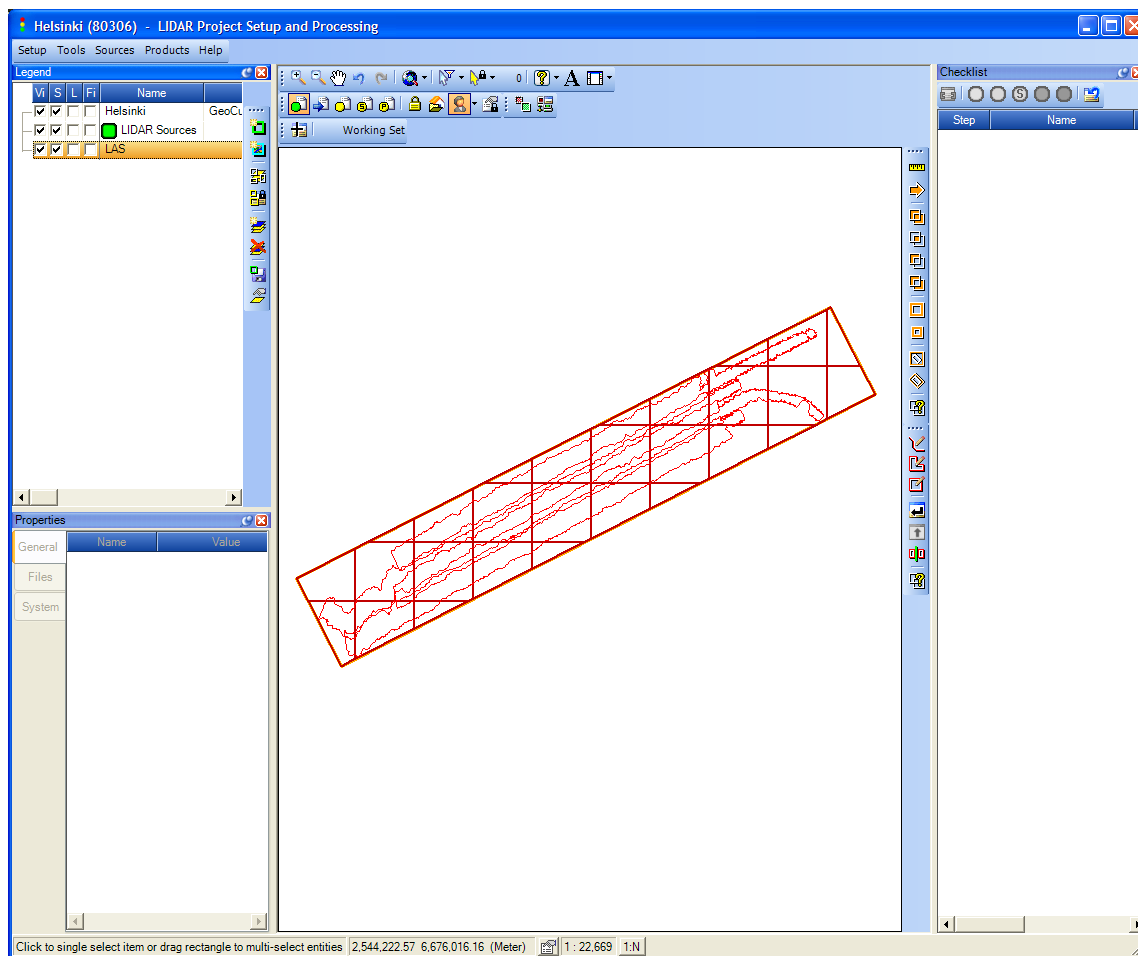 Helsinki (80306)  -  LIDAR Project Setup and Processing
Setup Tools Sources Products Help
Legend
Vi S L Fi Name
Helsinki GeoCu
LIDAR Sources
LAS
0 ? A
S P
Working Set
Checklist
S
Step Name
Properties
Name Value
General
Files
System
Click to single select item or drag rectangle to multi-select entities 2,544,222.57  6,676,016.16  (Meter) 1 : 22,669 1:N